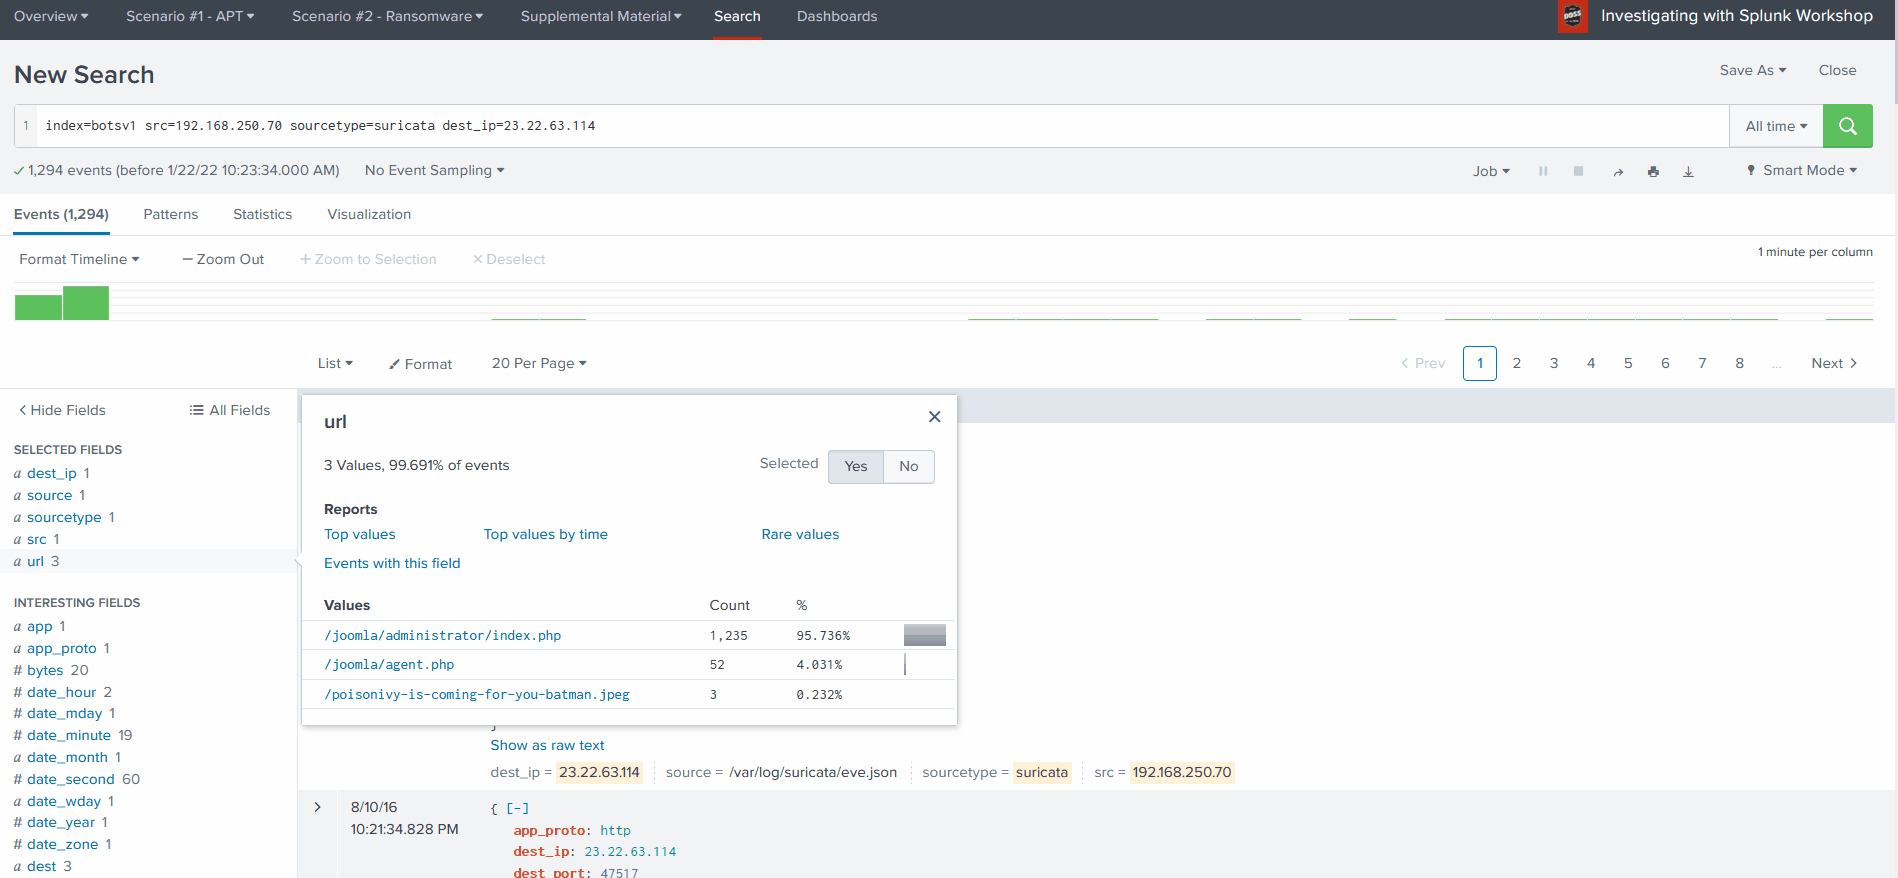 Overview Scenario #1 - APT Scenario #2 - Ransomware Supplemental Material Search Dashboards Investigating with Splunk Workshop
New Search Save As Close
1 index=botsv1 src=192.168.250.70 sourcetype=suricata dest_ip=23.22.63.114 All time
1,294 events (before 1/22/22 10:23:34.000 AM) No Event Sampling Job Smart Mode
Events (1,294) Patterns Statistics Visualization
Format Timeline — Zoom Out + Zoom to Selection × Deselect 1 minute per column
List Format 20 Per Page < Prev 1 2 3 4 5 6 7 8 ... Next >
< Hide Fields All Fields
SELECTED FIELDS
a dest_ip 1
a source 1
a sourcetype 1
a src 1
a url 3
INTERESTING FIELDS
a app 1
a app_proto 1
# bytes 20
# date_hour 2
# date_mday 1
# date_minute 19
a date_month 1
# date_second 60
a date_wday 1
# date_year 1
# date_zone 1
a dest 3
url
3 Values, 99.691% of events Selected Yes No
Reports
Top values Top values by time Rare values
Events with this field
Values Count %
/joomla/administrator/index.php 1,235 95.736%
/joomla/agent.php 52 4.031%
/poisonivy-is-coming-for-you-batman.jpeg 3 0.232%
}
Show as raw text
dest_ip = 23.22.63.114 source = /var/log/suricata/eve.json sourcetype = suricata src = 192.168.250.70
> 8/10/16 { [-]
10:21:34.828 PM app_proto: http
dest_ip: 23.22.63.114
dest_port: 47517